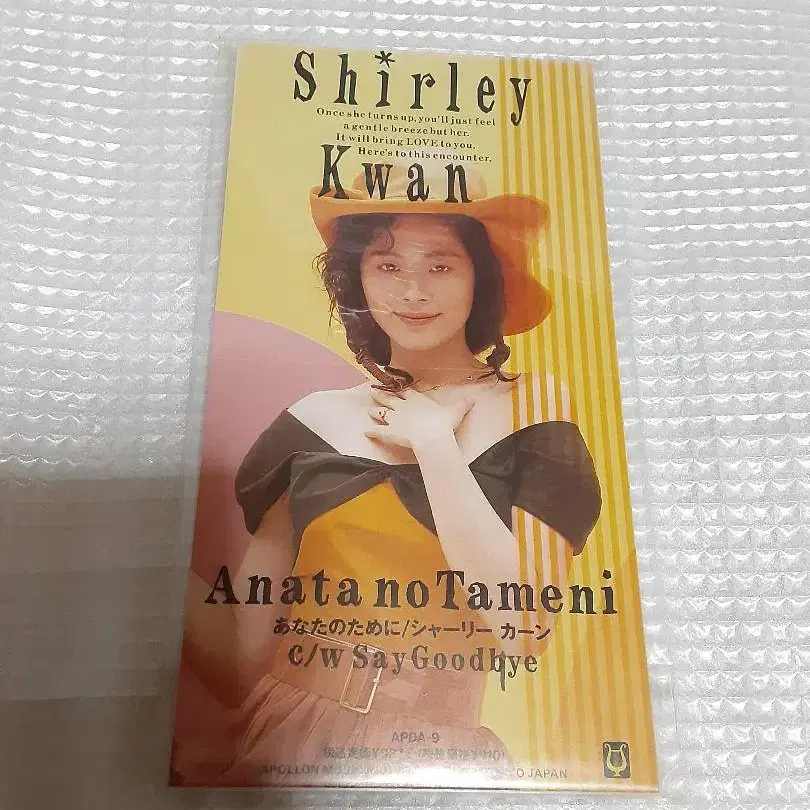 Shirley
Once she turns up, you'll just feel
a gentle breeze but her.
It will bring LOVE to you.
Here's to this encounter.
Kwan
Anata no Tameni
あなたのために/シャーリー カーン
C/W Say Goodbye
APDA-9
APOLLON
JAPAN